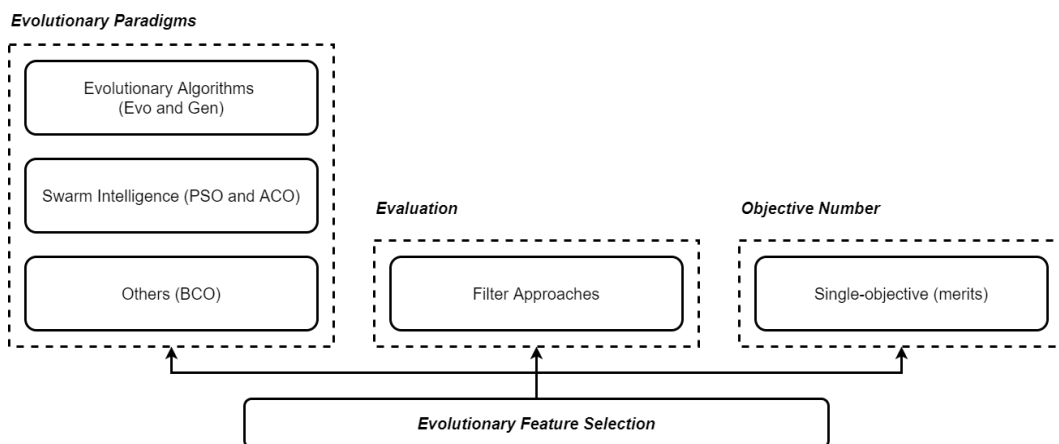 Evolutionary Paradigms
Evolutionary Algorithms
(Evo and Gen)
Swarm Intelligence (PSO and ACO)
Others (BCO)
Evaluation
Filter Approaches
Objective Number
Single-objective (merits)
Evolutionary Feature Selection